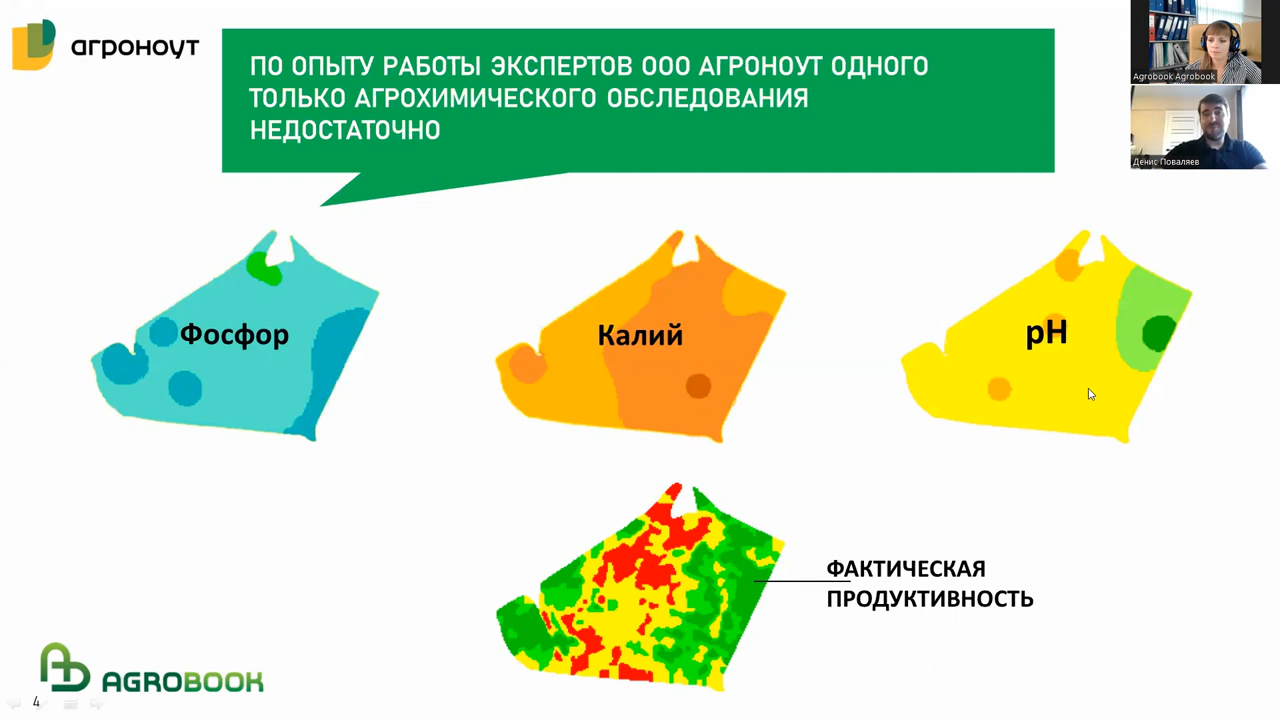 агроноут
ПО ОПЫТУ РАБОТЫ ЭКСПЕРТОВ ООО АГРОНОУТ ОДНОГО
ТОЛЬКО АГРОХИМИЧЕСКОГО ОБСЛЕДОВАНИЯ
НЕДОСТАТОЧНО
Agrobook Agrobook
Денис Поваляев
Фосфор
Калий
pH
ФАКТИЧЕСКАЯ
ПРОДУКТИВНОСТЬ
AGROBOOK
4